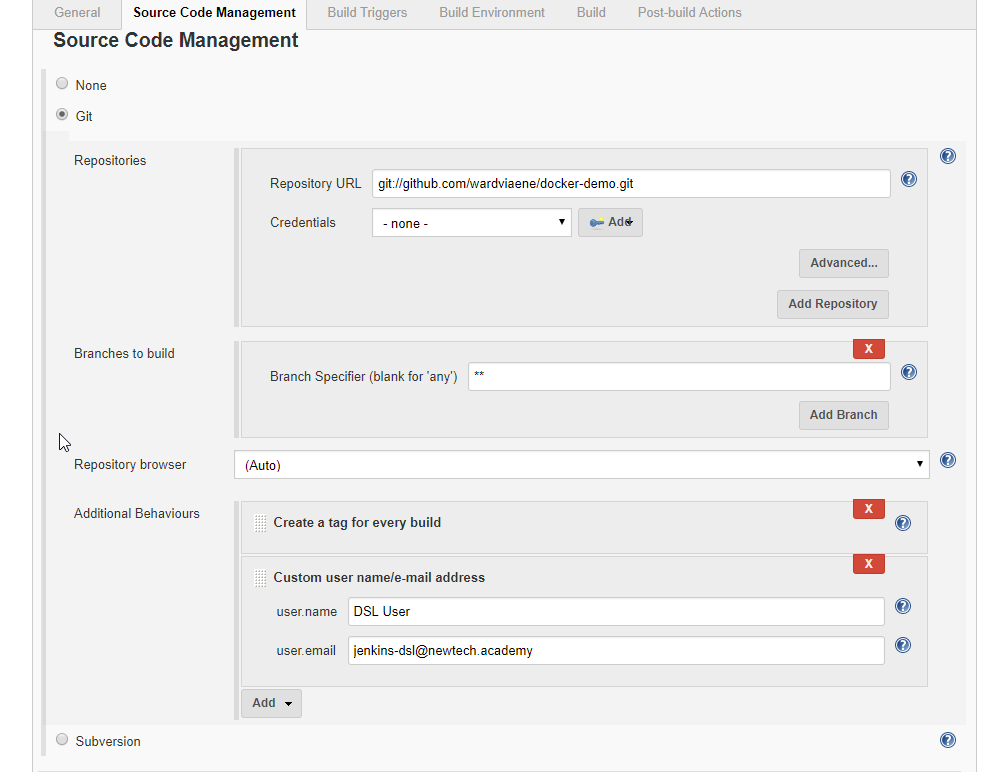 General Source Code Management Build Triggers Build Environment Build Post-build Actions
Source Code Management
None
Git
Repositories
Repository URL git://github.com/wardviaene/docker-demo.git
Credentials - none - Add
Advanced...
Add Repository
Branches to build
X
Branch Specifier (blank for 'any') **
Add Branch
Repository browser (Auto)
Additional Behaviours
X
Create a tag for every build
X
Custom user name/e-mail address
user.name DSL User
user.email jenkins-dsl@newtech.academy
Add
Subversion